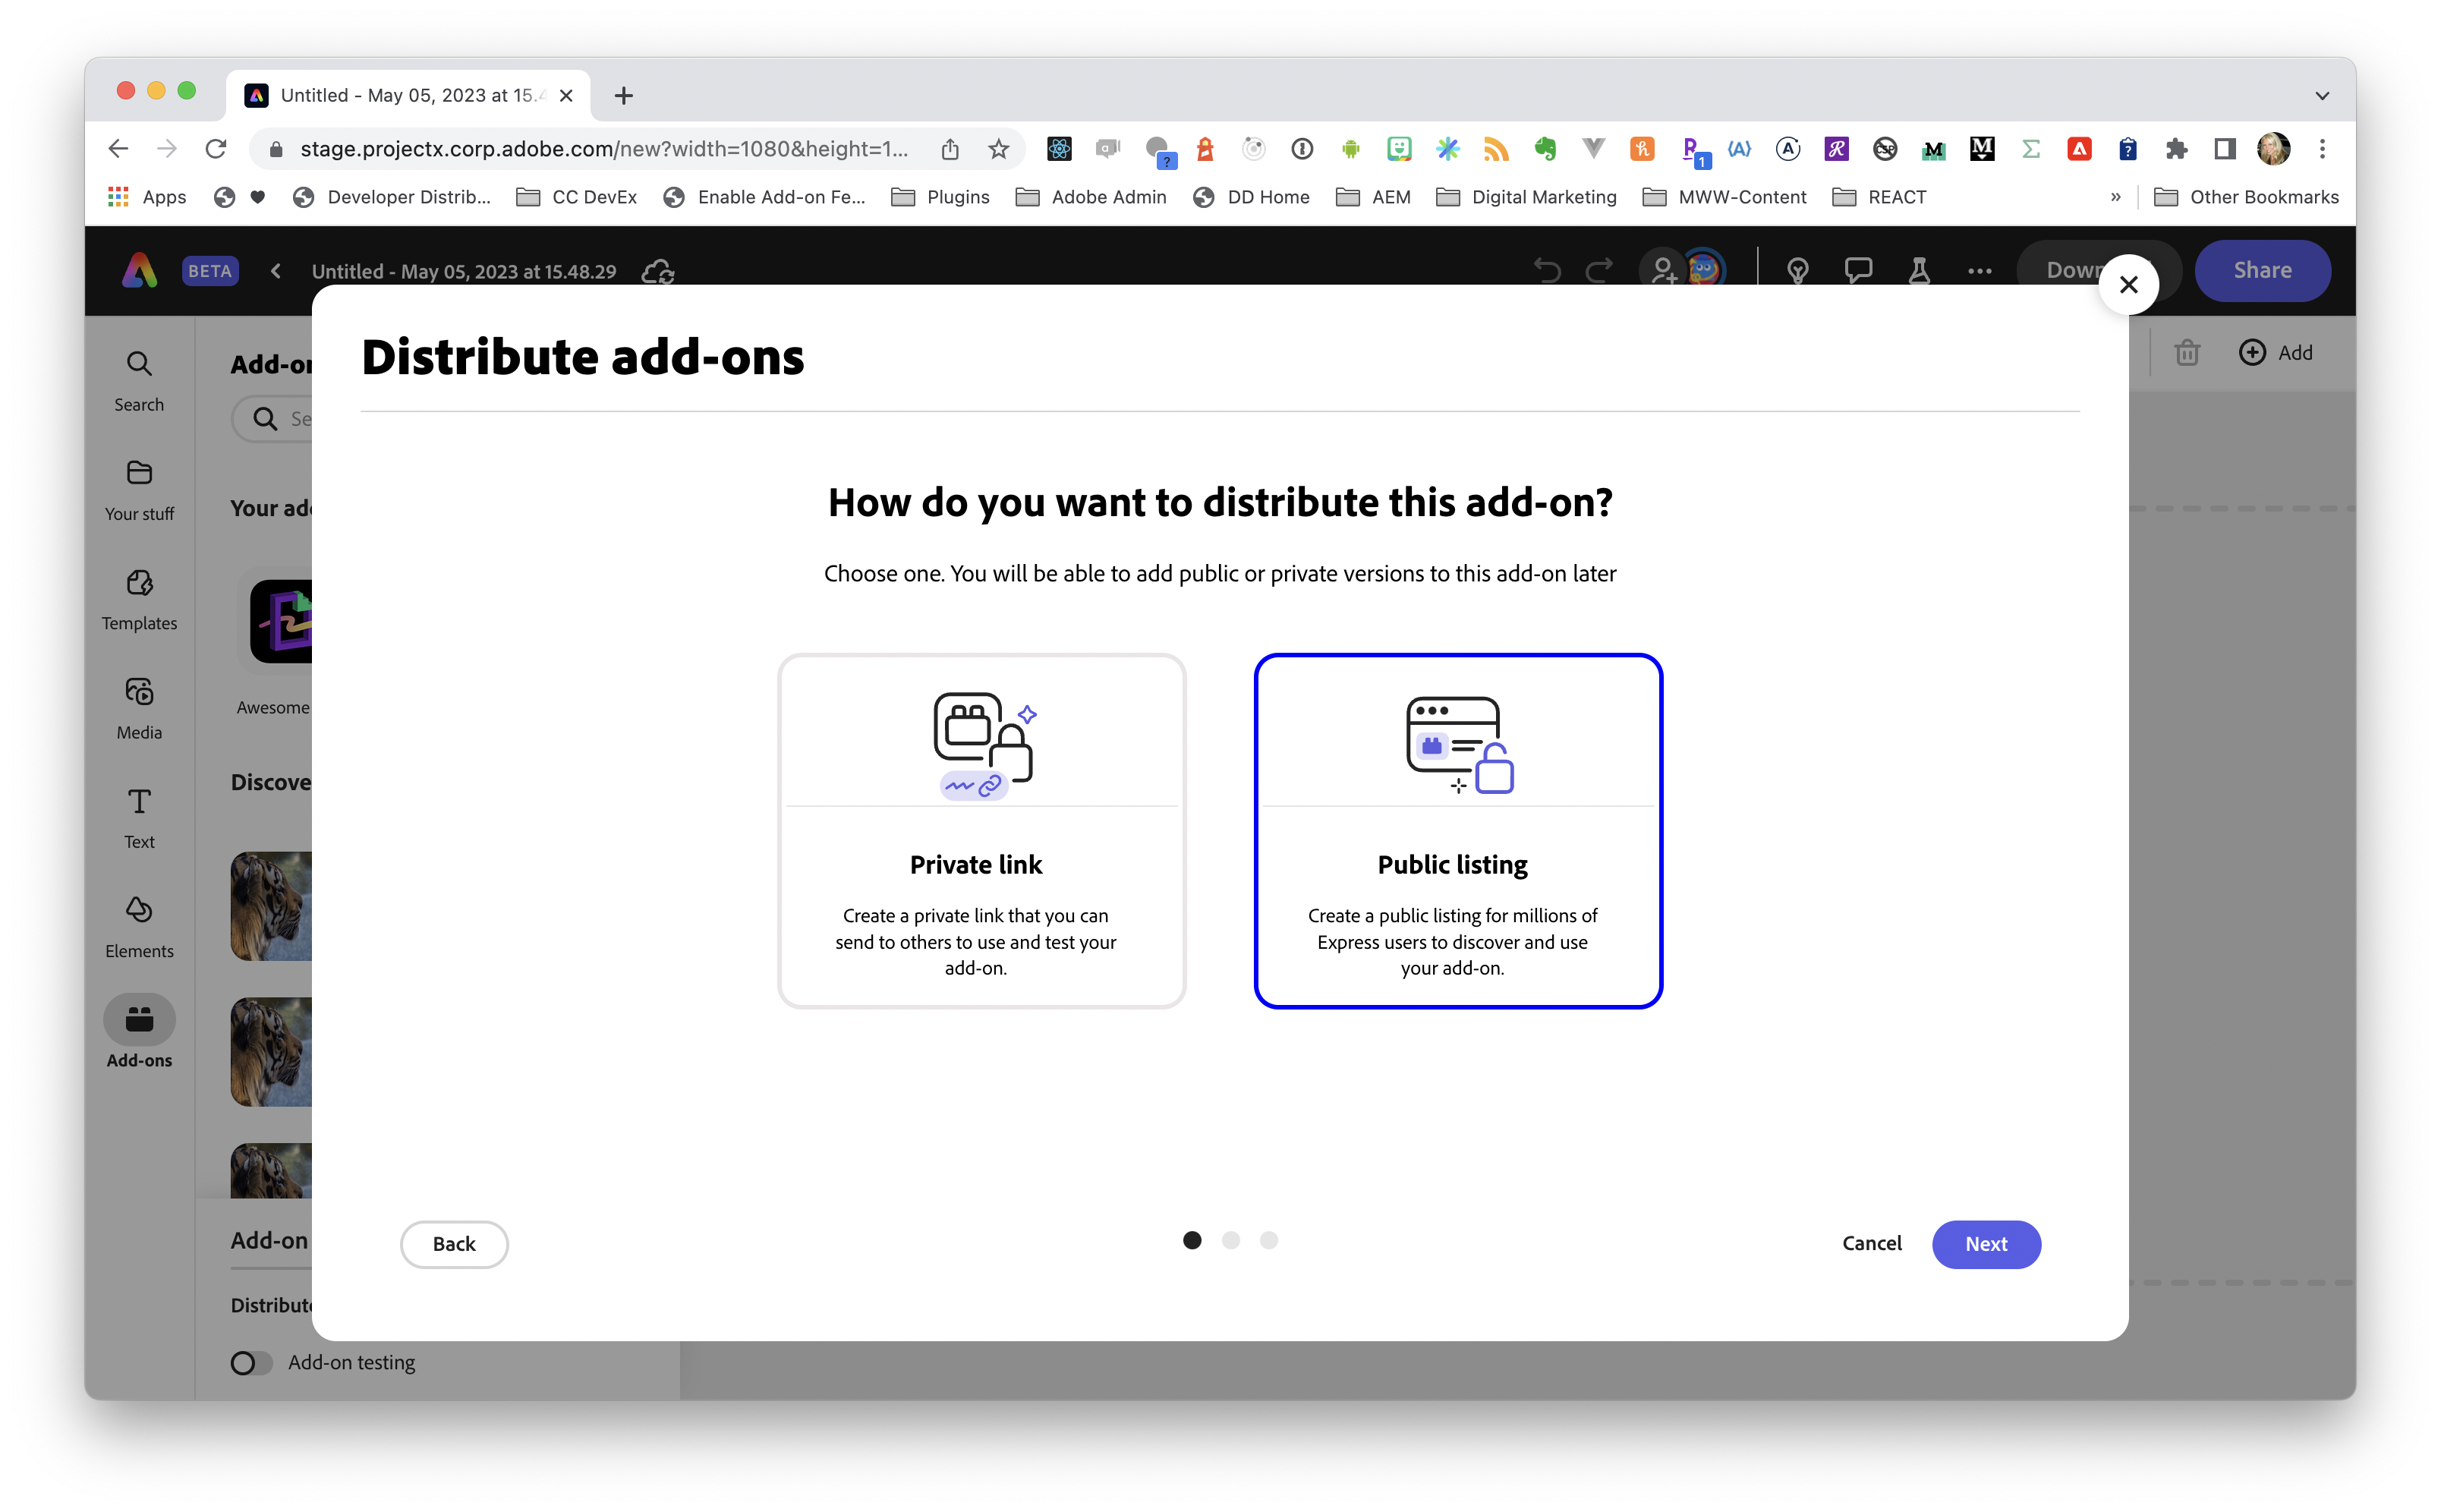 Untitled - May 05, 2023 at 15.4
stage.projectx.corp.adobe.com/new?width=1080&height=1...
Apps
Developer Distrib...
CC DevEx
Enable Add-on Fe...
Plugins
Adobe Admin
DD Home
AEM
Digital Marketing
MWW-Content
REACT
»
Other Bookmarks
BETA
Untitled - May 05, 2023 at 15.48.29
Down
Share
Add
Search
Your stuff
Templates
Media
Text
Elements
Add-ons
Add-on
Se
Your add
Awesome
Discove
Add-on
Distribute
Add-on testing
Distribute add-ons
How do you want to distribute this add-on?
Choose one. You will be able to add public or private versions to this add-on later
Private link
Create a private link that you can
send to others to use and test your
add-on.
Public listing
Create a public listing for millions of
Express users to discover and use
your add-on.
Back
Cancel
Next